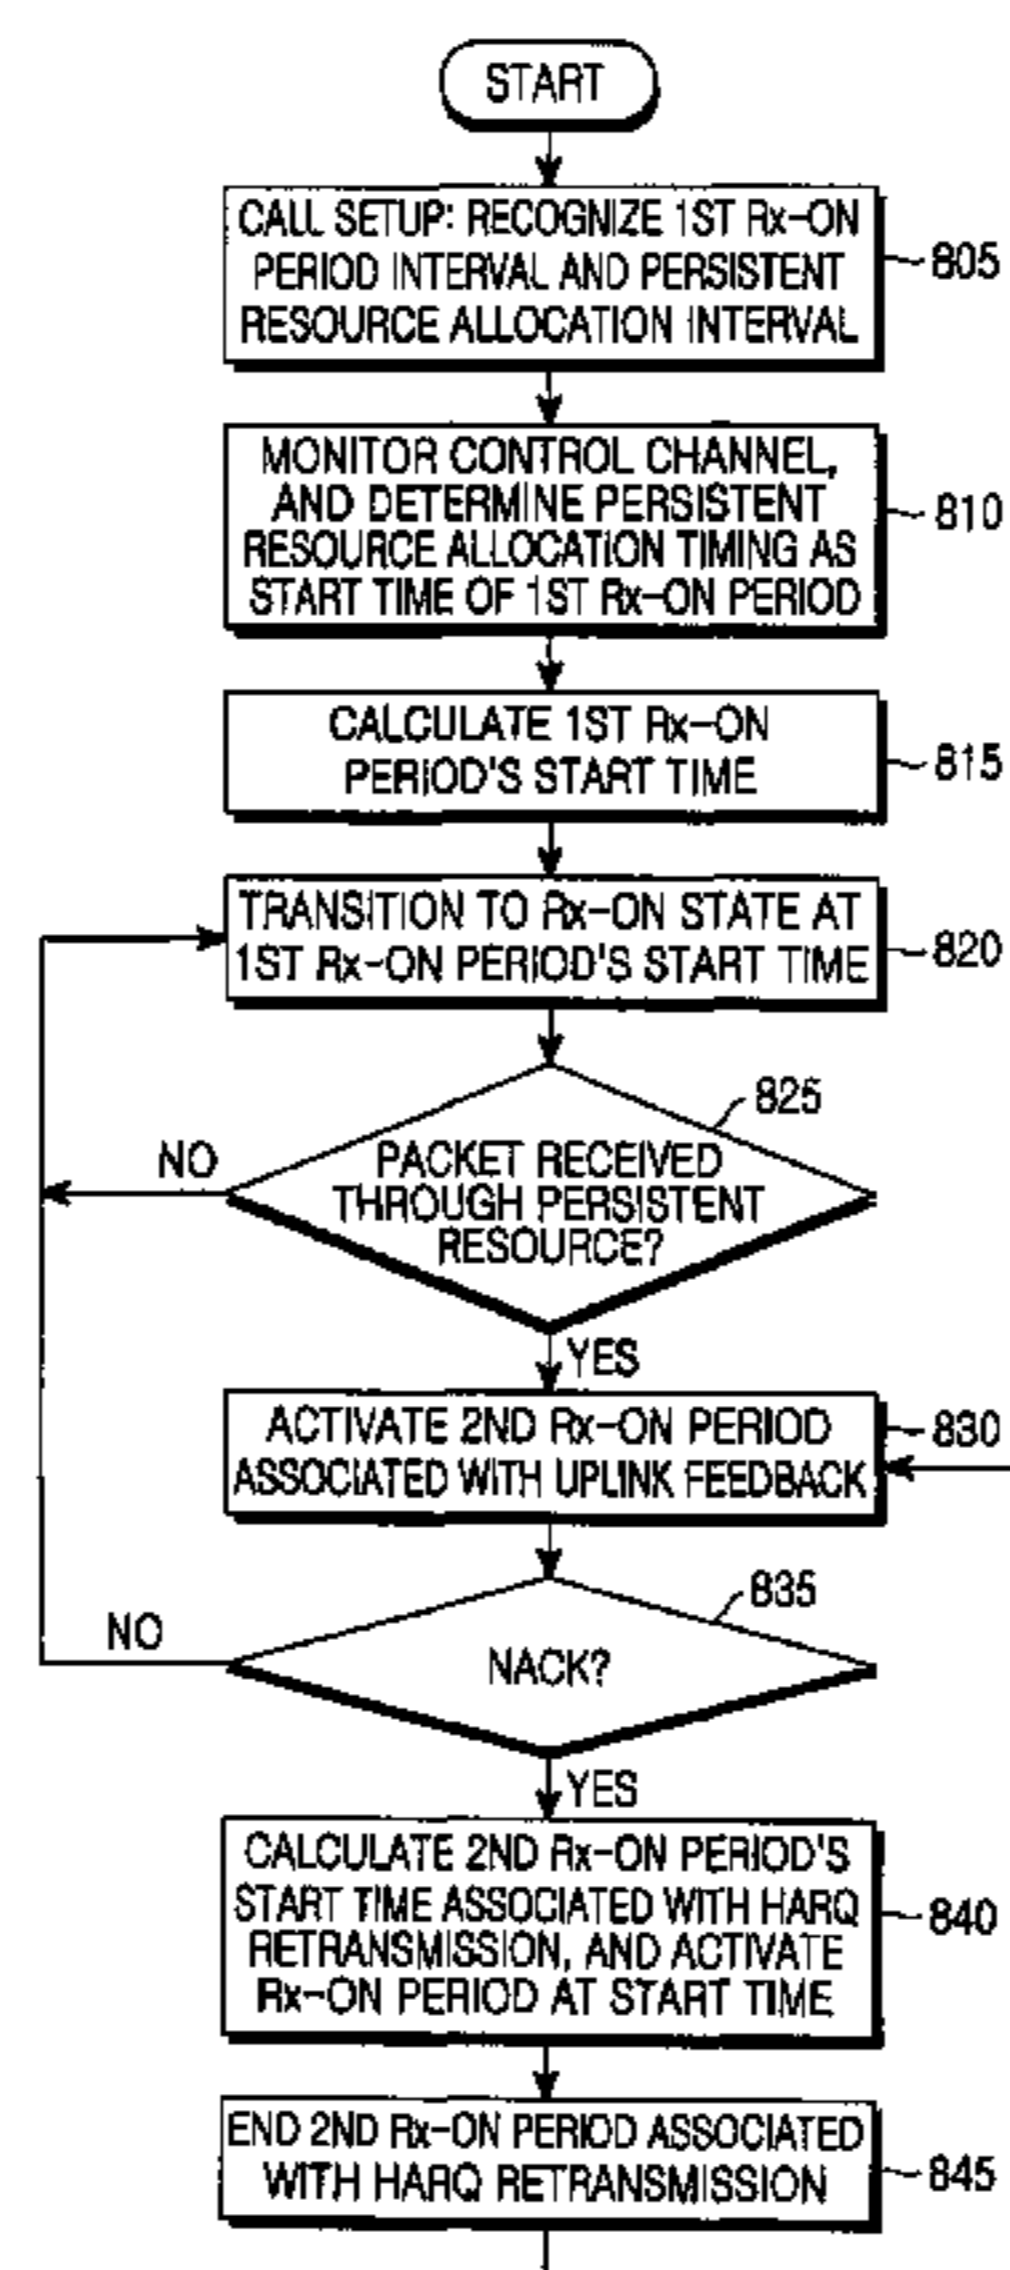 START
CALL SETUP: RECOGNIZE 1ST Rx-ON
PERIOD INTERVAL AND PERSISTENT
RESOURCE ALLOCATION INTERVAL
805
MONITOR CONTROL CHANNEL,
AND DETERMINE PERSISTENT
RESOURCE ALLOCATION TIMING AS
START TIME OF 1ST Rx-ON PERIOD
810
CALCULATE 1ST Rx-ON
PERIOD'S START TIME
815
TRANSITION TO Rx-ON STATE AT
1ST Rx-ON PERIOD'S START TIME
820
825
NO
PACKET RECEIVED
THROUGH PERSISTENT
RESOURCE?
YES
ACTIVATE 2ND Rx-ON PERIOD
ASSOCIATED WITH UPLINK FEEDBACK
830
835
NO
NACK?
YES
CALCULATE 2ND Rx-ON PERIOD'S
START TIME ASSOCIATED WITH HARQ
RETRANSMISSION, AND ACTIVATE
Rx-ON PERIOD AT START TIME
840
END 2ND Rx-ON PERIOD ASSOCIATED
WITH HARQ RETRANSMISSION
845